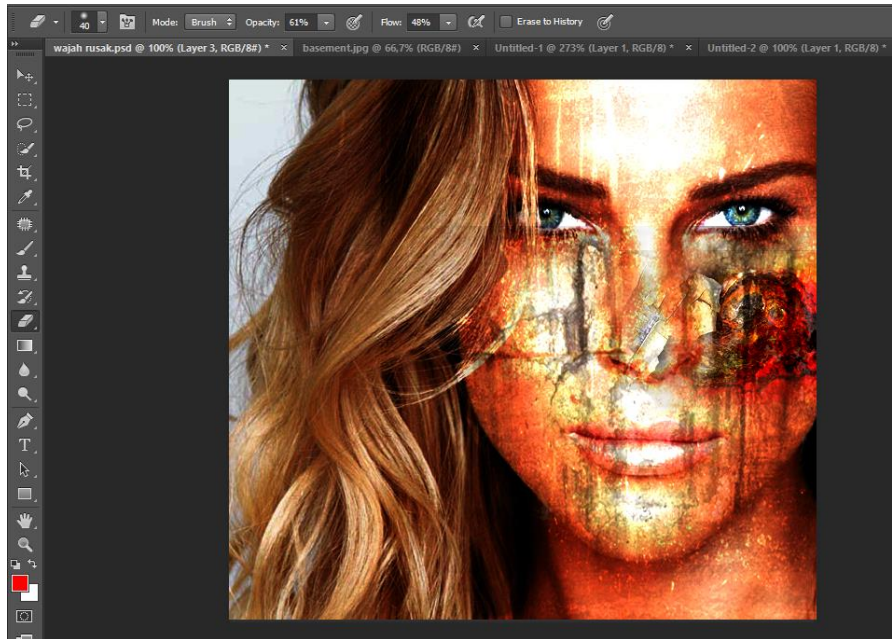 40 Mode: Brush Opacity: 61% Flow: 48% Erase to History
wajah rusak.psd @ 100% (Layer 3, RGB/8#) * × basement.jpg @ 66,7% (RGB/8#) × Untitled-1 @ 273% (Layer 1, RGB/8) * × Untitled-2 @ 100% (Layer 1, RGB/8) *
T